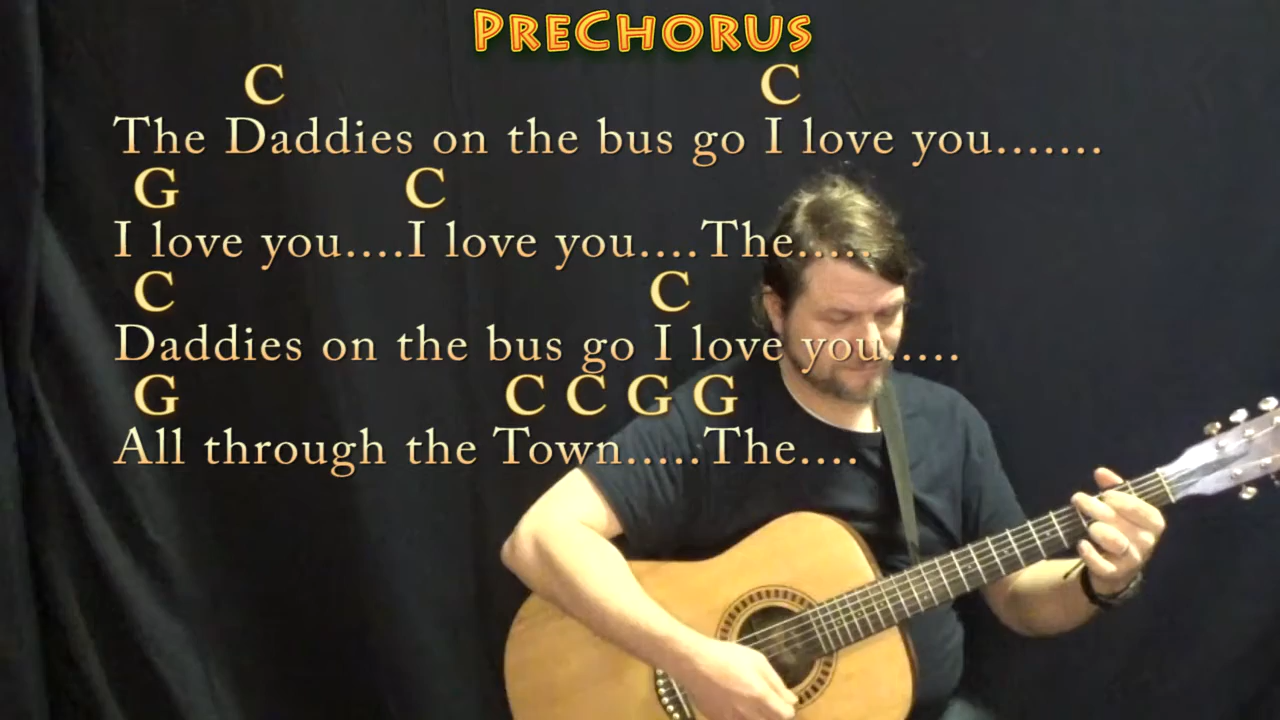 PreChorus
C C
The Daddies on the bus go I love you.......
G C
I love you....I love you....The.....
C C
Daddies on the bus go I love you.....
G C C G G
All through the Town.....The....